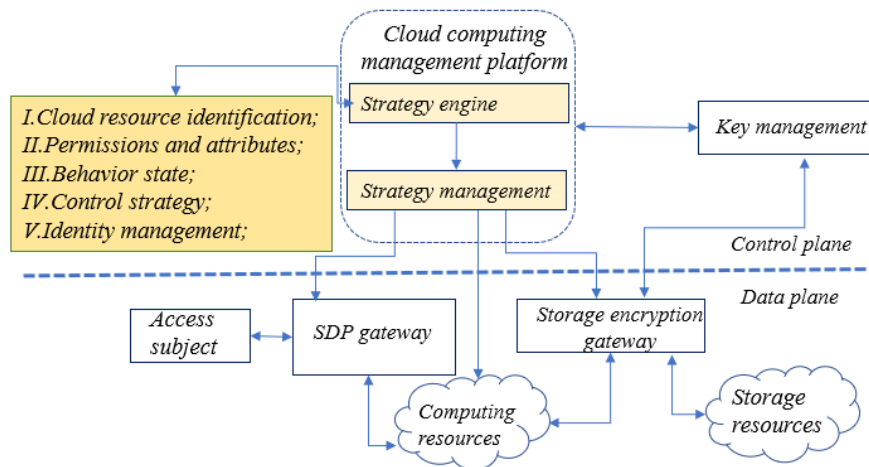 Cloud computing
management platform
Strategy engine
Strategy management
I.Cloud resource identification;
II.Permissions and attributes;
III.Behavior state;
IV.Control strategy;
V.Identity management;
Key management
Control plane
Data plane
Access
subject
SDP gateway
Storage encryption
gateway
Computing
resources
Storage
resources